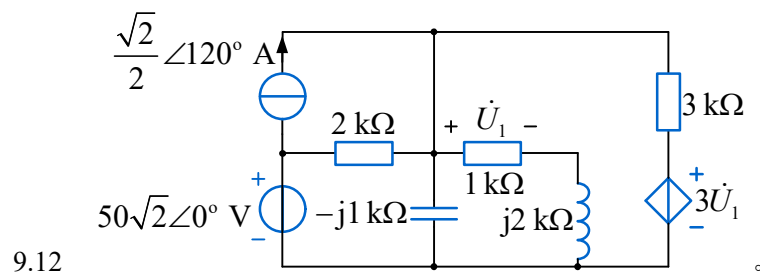 √2/2 ∠120° A
2 kΩ
+ U̇₁ −
3 kΩ
1 kΩ
+
50√2∠0° V
−
−j1 kΩ
j2 kΩ
+
3U̇₁
−
9.12
。